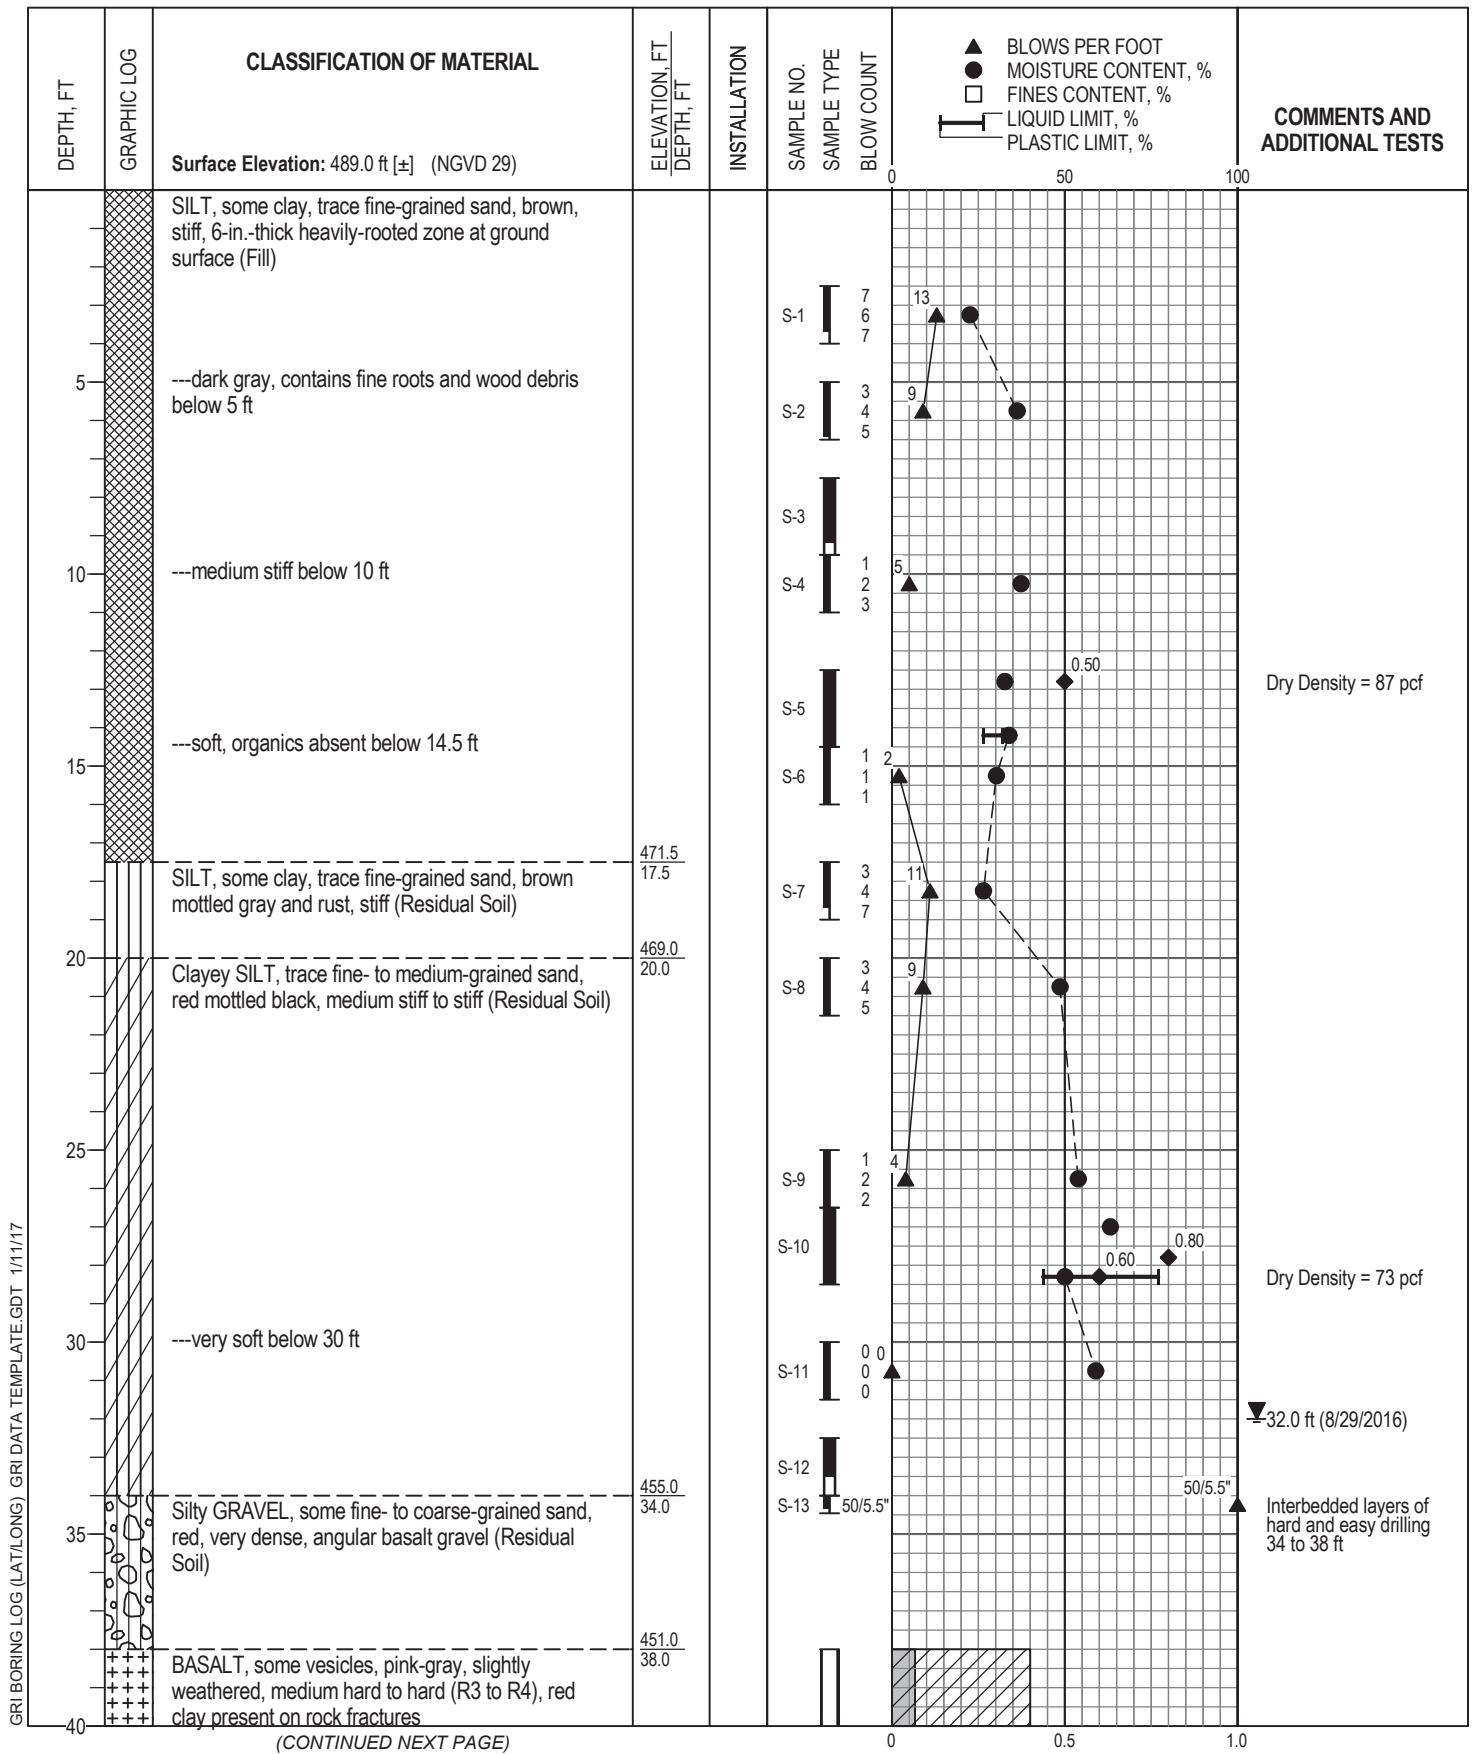 DEPTH, FT
GRAPHIC LOG
CLASSIFICATION OF MATERIAL
Surface Elevation: 489.0 ft [±] (NGVD 29)
ELEVATION, FT
DEPTH, FT
INSTALLATION
SAMPLE NO.
SAMPLE TYPE
BLOW COUNT
BLOWS PER FOOT
MOISTURE CONTENT, %
FINES CONTENT, %
LIQUID LIMIT, %
PLASTIC LIMIT, %
COMMENTS AND
ADDITIONAL TESTS
0 50 100
SILT, some clay, trace fine-grained sand, brown,
stiff, 6-in.-thick heavily-rooted zone at ground
surface (Fill)
S-1
7
6
7
13
5
---dark gray, contains fine roots and wood debris
below 5 ft
S-2
3
4
5
9
S-3
10
---medium stiff below 10 ft
S-4
1
2
3
5
0.50
Dry Density = 87 pcf
S-5
---soft, organics absent below 14.5 ft
15
S-6
1
1
1
2
471.5
17.5
SILT, some clay, trace fine-grained sand, brown
mottled gray and rust, stiff (Residual Soil)
S-7
3
4
7
11
20
469.0
20.0
Clayey SILT, trace fine- to medium-grained sand,
red mottled black, medium stiff to stiff (Residual Soil)
S-8
3
4
5
9
25
S-9
1
2
2
4
S-10
0.80
0.60
Dry Density = 73 pcf
30
---very soft below 30 ft
S-11
0
0
0
0
32.0 ft (8/29/2016)
S-12
455.0
34.0
Silty GRAVEL, some fine- to coarse-grained sand,
red, very dense, angular basalt gravel (Residual
Soil)
S-13
50/5.5"
50/5.5"
Interbedded layers of
hard and easy drilling
34 to 38 ft
35
451.0
38.0
BASALT, some vesicles, pink-gray, slightly
weathered, medium hard to hard (R3 to R4), red
clay present on rock fractures
40
(CONTINUED NEXT PAGE)
0 0.5 1.0
GRI BORING LOG (LAT/LONG) GRI DATA TEMPLATE.GDT 1/11/17